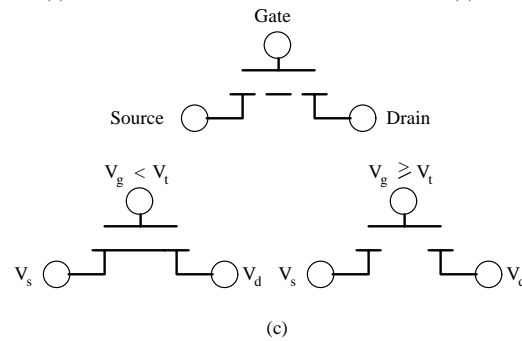 Gate
Source Drain
V_g < V_t V_g ≥ V_t
V_s V_d V_s V_d
(c)